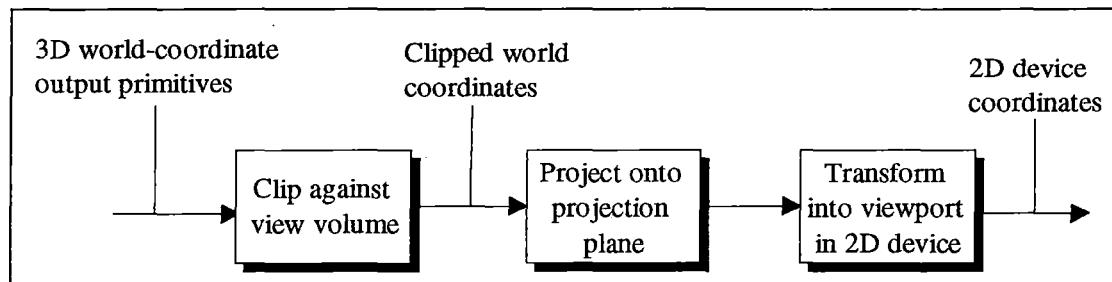 3D world-coordinate
output primitives
Clipped world
coordinates
2D device
coordinates
Clip against
view volume
Project onto
projection
plane
Transform
into viewport
in 2D device